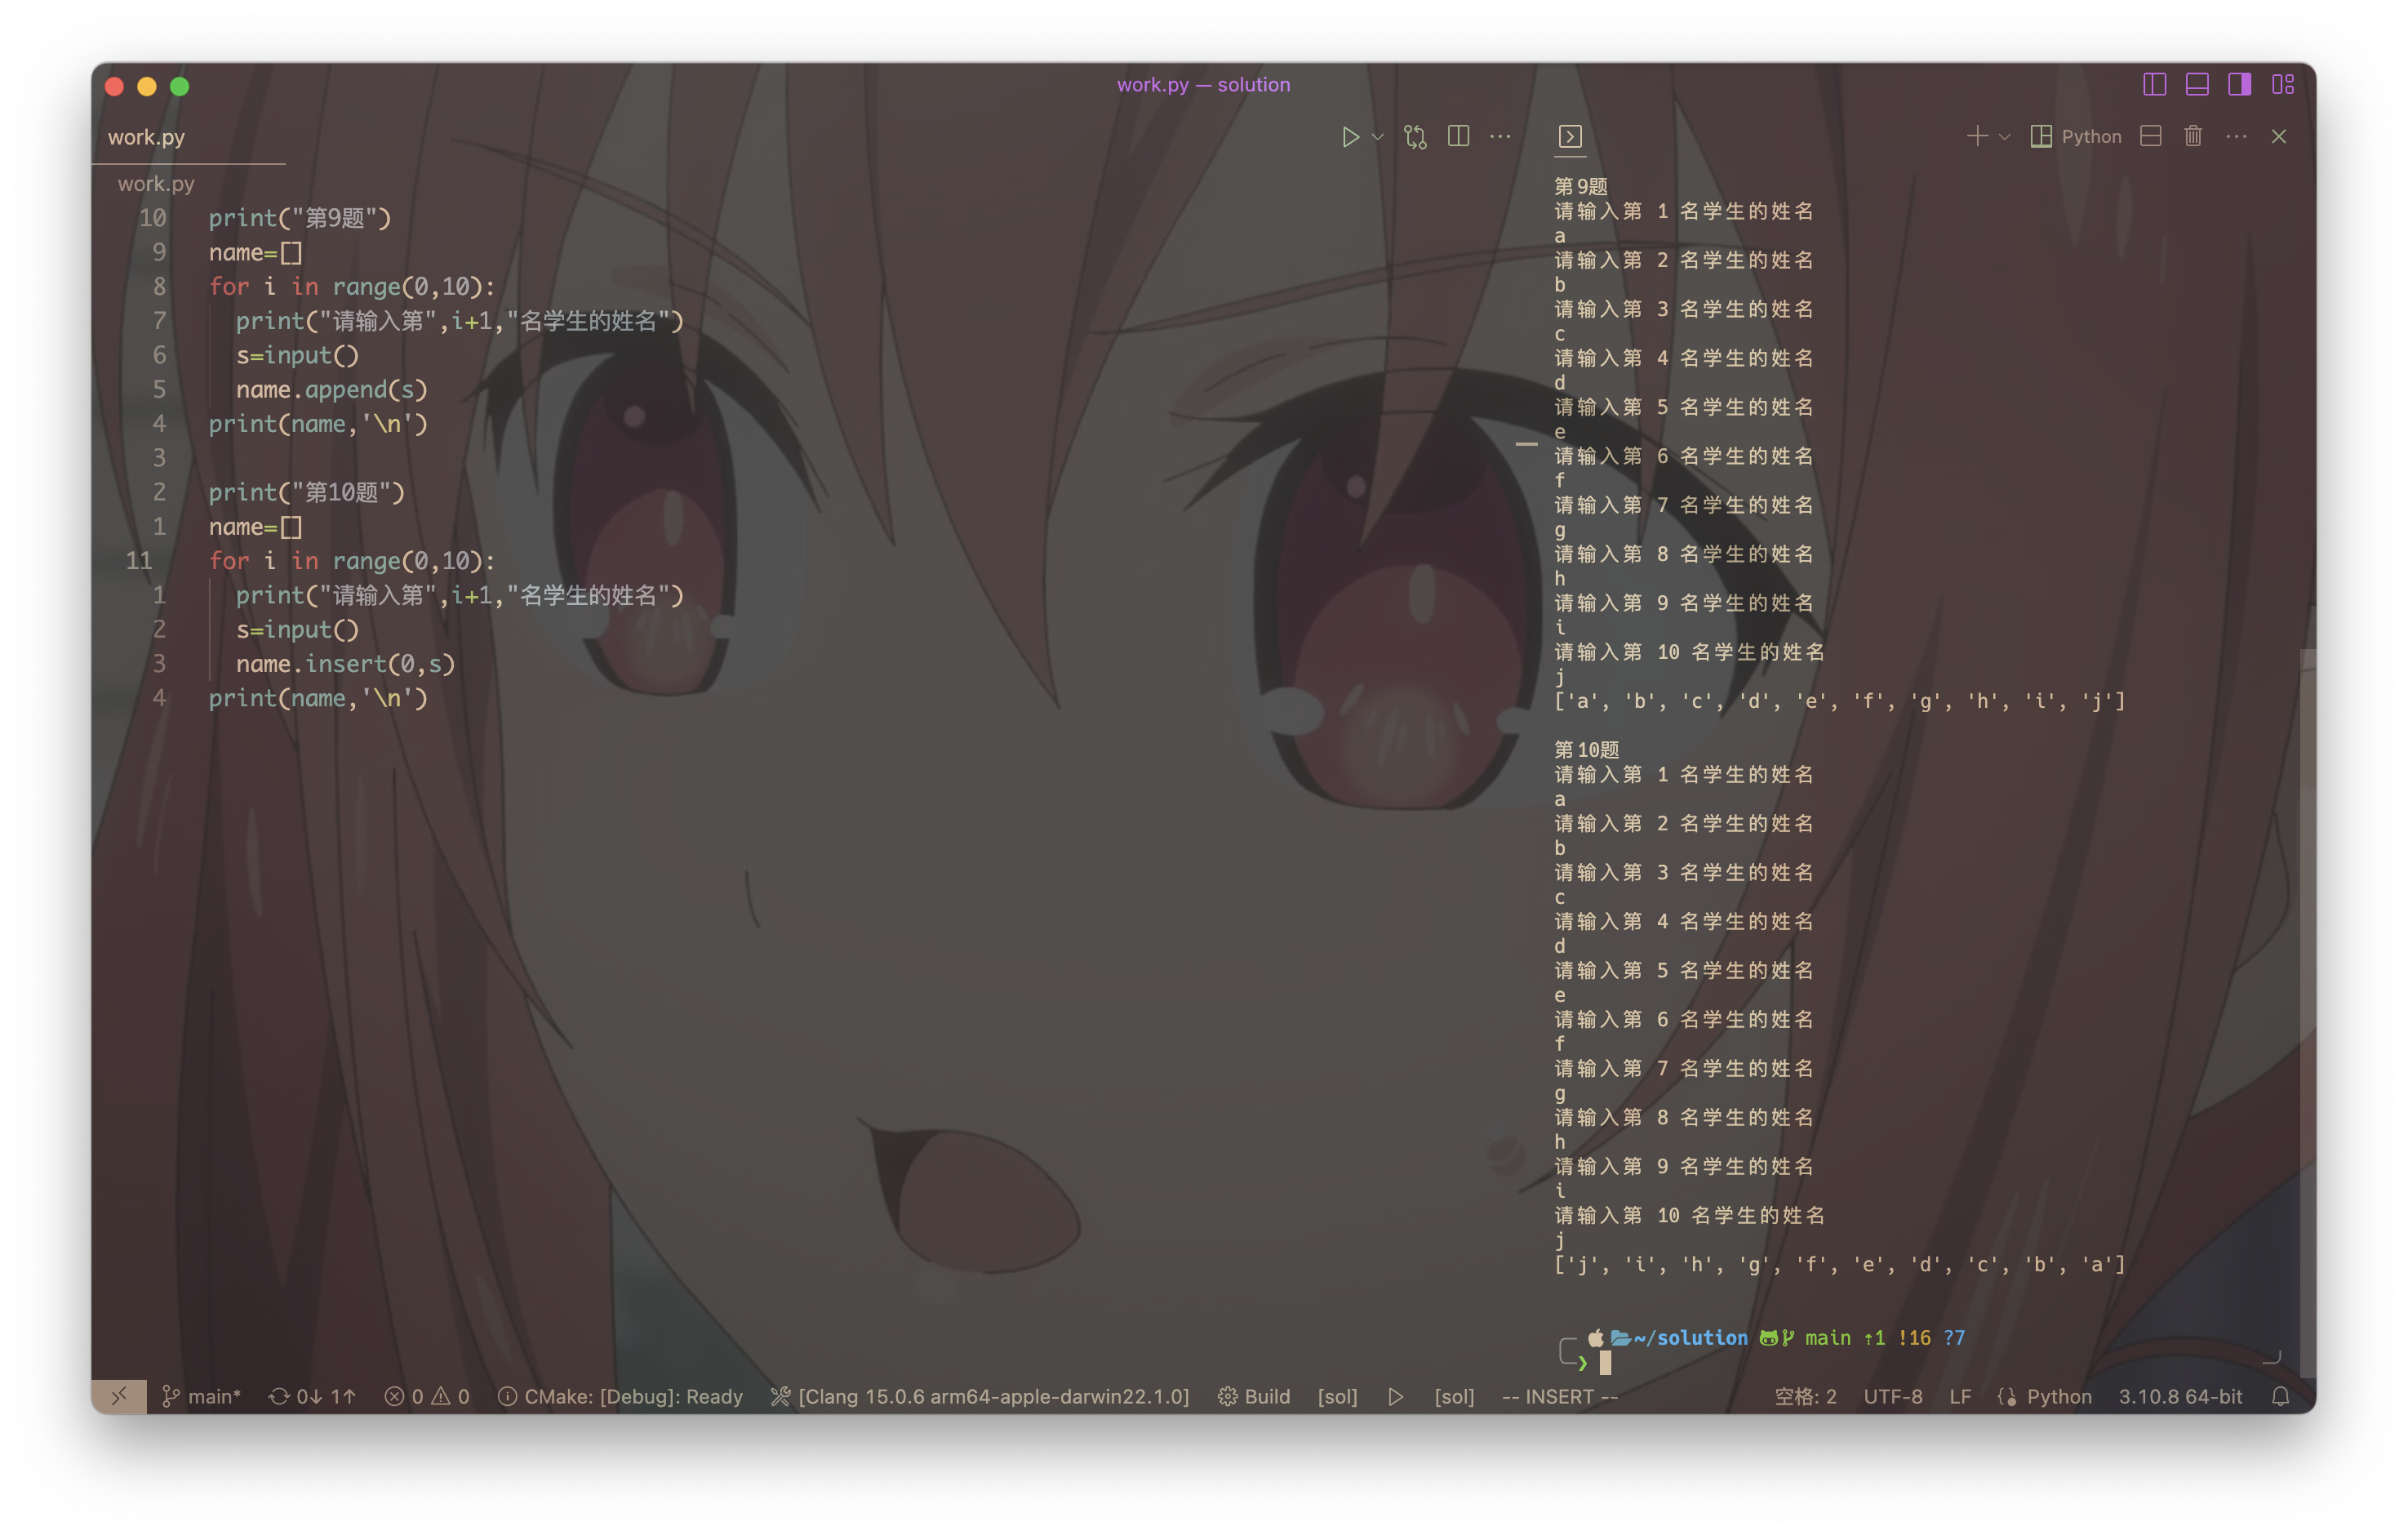 work.py — solution
work.py
Python
work.py
10 print("第9题")
9 name=[]
8 for i in range(0,10):
7 print("请输入第",i+1,"名学生的姓名")
6 s=input()
5 name.append(s)
4 print(name,'\n')
3
2 print("第10题")
1 name=[]
11 for i in range(0,10):
1 print("请输入第",i+1,"名学生的姓名")
2 s=input()
3 name.insert(0,s)
4 print(name,'\n')
第9题
请输入第 1 名学生的姓名
a
请输入第 2 名学生的姓名
b
请输入第 3 名学生的姓名
c
请输入第 4 名学生的姓名
d
请输入第 5 名学生的姓名
e
请输入第 6 名学生的姓名
f
请输入第 7 名学生的姓名
g
请输入第 8 名学生的姓名
h
请输入第 9 名学生的姓名
i
请输入第 10 名学生的姓名
j
['a', 'b', 'c', 'd', 'e', 'f', 'g', 'h', 'i', 'j']
第10题
请输入第 1 名学生的姓名
a
请输入第 2 名学生的姓名
b
请输入第 3 名学生的姓名
c
请输入第 4 名学生的姓名
d
请输入第 5 名学生的姓名
e
请输入第 6 名学生的姓名
f
请输入第 7 名学生的姓名
g
请输入第 8 名学生的姓名
h
请输入第 9 名学生的姓名
i
请输入第 10 名学生的姓名
j
['j', 'i', 'h', 'g', 'f', 'e', 'd', 'c', 'b', 'a']
~/solution main ⇡1 !16 ?7
❯
main* 0↓ 1↑ 0 0 CMake: [Debug]: Ready [Clang 15.0.6 arm64-apple-darwin22.1.0] Build [sol] [sol] -- INSERT -- 空格: 2 UTF-8 LF Python 3.10.8 64-bit